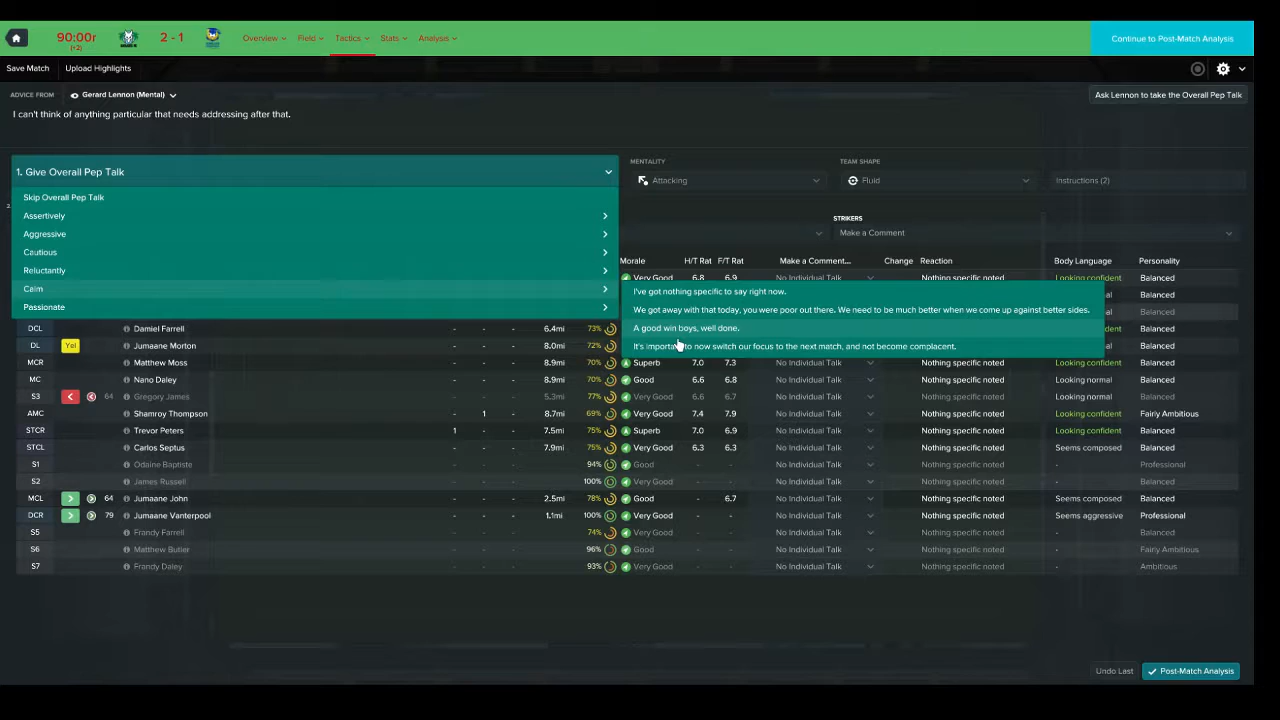 90:00r
(+2)
2 - 1
Overview
Field
Tactics
Stats
Analysis
Continue to Post-Match Analysis
Save Match
Upload Highlights
ADVICE FROM
Gerard Lennon (Mental)
Ask Lennon to take the Overall Pep Talk
I can't think of anything particular that needs addressing after that.
1. Give Overall Pep Talk
MENTALITY
TEAM SHAPE
Attacking
Fluid
Instructions (2)
Skip Overall Pep Talk
Assertively
Aggressive
Cautious
Reluctantly
Calm
Passionate
STRIKERS
Make a Comment
Morale H/T Rat F/T Rat Make a Comment... Change Reaction Body Language Personality
Very Good 6.8 6.9 No Individual Talk Nothing specific noted Looking confident Balanced
I've got nothing specific to say right now.
We got away with that today, you were poor out there. We need to be much better when we come up against better sides.
A good win boys, well done.
It's important to now switch our focus to the next match, and not become complacent.
DCL Damiel Farrell - - - 6.4mi 73%
DL Yel Jumaane Morton - - - 8.0mi 72%
MCR Matthew Moss - - - 8.9mi 70% Superb 7.0 7.3 No Individual Talk Nothing specific noted Looking confident Balanced
MC Nano Daley - - - 8.9mi 70% Good 6.6 6.8 No Individual Talk Nothing specific noted Looking normal Balanced
S3 64 Gregory James - - - 5.3mi 77% Very Good 6.6 6.7 No Individual Talk Nothing specific noted Looking normal Balanced
AMC Shamroy Thompson - 1 - 8.7mi 69% Very Good 7.4 7.9 No Individual Talk Nothing specific noted Looking confident Fairly Ambitious
STCR Trevor Peters 1 - - 7.5mi 75% Superb 7.0 6.9 No Individual Talk Nothing specific noted Looking confident Balanced
STCL Carlos Septus - - - 7.9mi 75% Very Good 6.3 6.3 No Individual Talk Nothing specific noted Seems composed Balanced
S1 Odaine Baptiste 94% Good - - No Individual Talk Nothing specific noted - Professional
S2 James Russell 100% Good - - No Individual Talk Nothing specific noted - Balanced
MCL 64 Jumaane John - - - 2.5mi 78% Good - 6.7 No Individual Talk Nothing specific noted Seems composed Balanced
DCR 79 Jumaane Vanterpool - - - 1.1mi 100% Very Good - - No Individual Talk Nothing specific noted Seems aggressive Professional
S5 Frandy Farrell 74% Very Good - - No Individual Talk Nothing specific noted - Balanced
S6 Matthew Butler 96% Good - - No Individual Talk Nothing specific noted - Fairly Ambitious
S7 Frandy Daley 93% Very Good - - No Individual Talk Nothing specific noted - Ambitious
Undo Last
Post-Match Analysis